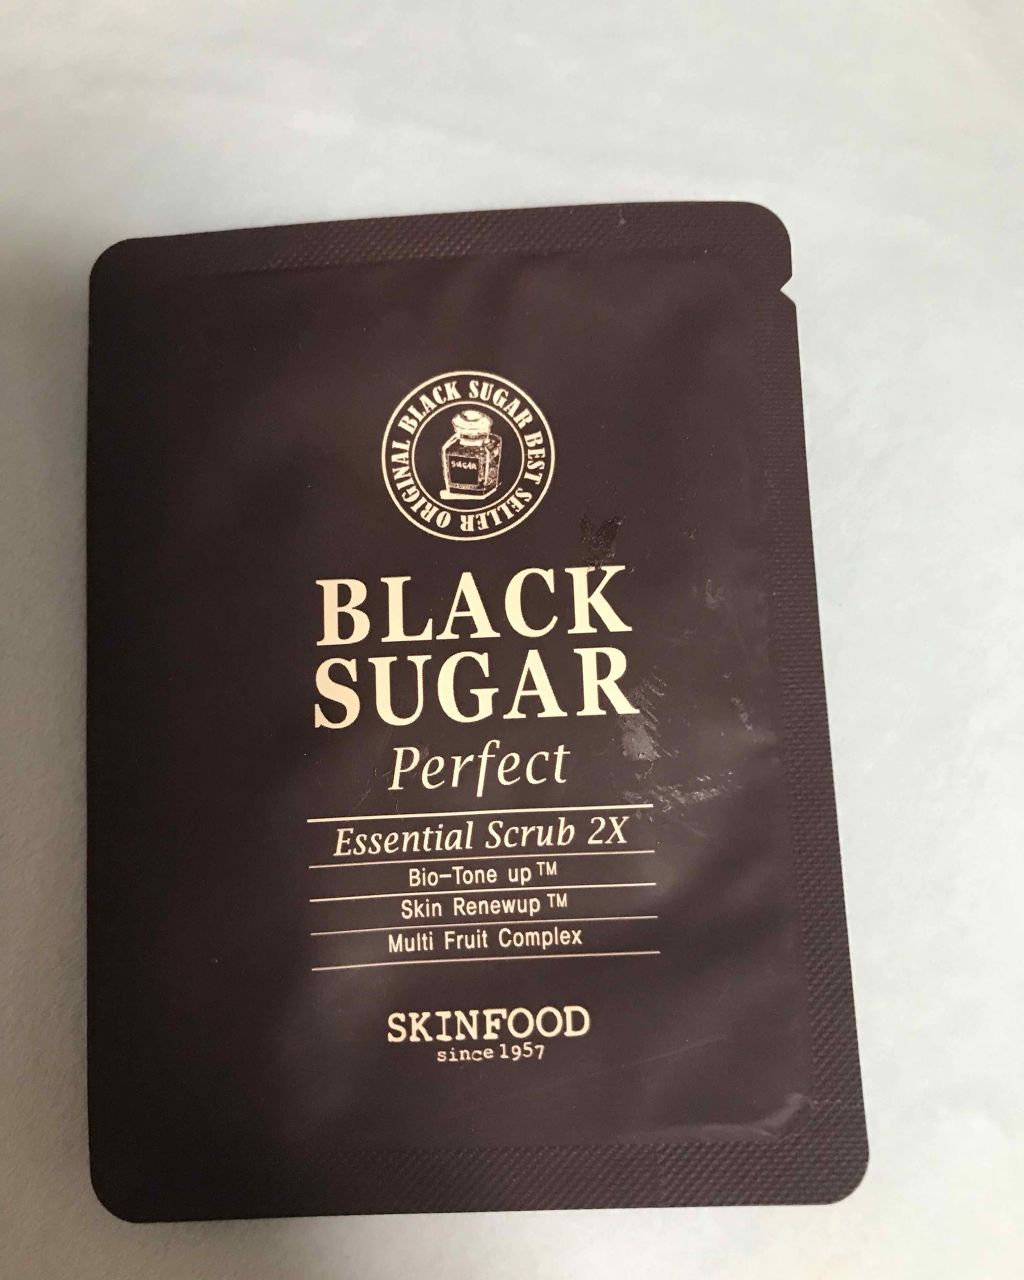 ORIGINAL BLACK SUGAR BEST SELLER
SUGAR
BLACK
SUGAR
Perfect
Essential Scrub 2X
Bio-Tone up™
Skin Renewup™
Multi Fruit Complex
SKINFOOD
since 1957